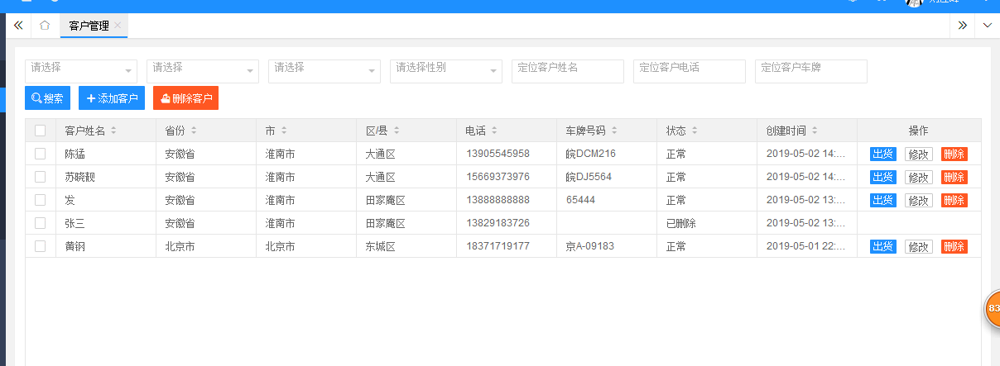 客户管理
请选择 请选择 请选择 请选择性别 定位客户姓名 定位客户电话 定位客户车牌
搜索 添加客户 删除客户
客户姓名 省份 市 区/县 电话 车牌号码 状态 创建时间 操作
陈猛 安徽省 淮南市 大通区 13905545958 皖DCM216 正常 2019-05-02 14:... 出货 修改 删除
苏晓靓 安徽省 淮南市 大通区 15669373976 皖DJ5564 正常 2019-05-02 14:... 出货 修改 删除
发 安徽省 淮南市 田家庵区 13888888888 65444 正常 2019-05-02 13:... 出货 修改 删除
张三 安徽省 淮南市 田家庵区 13829183726 已删除 2019-05-02 13:...
黄钢 北京市 北京市 东城区 18371719177 京A-09183 正常 2019-05-01 22:... 出货 修改 删除
83